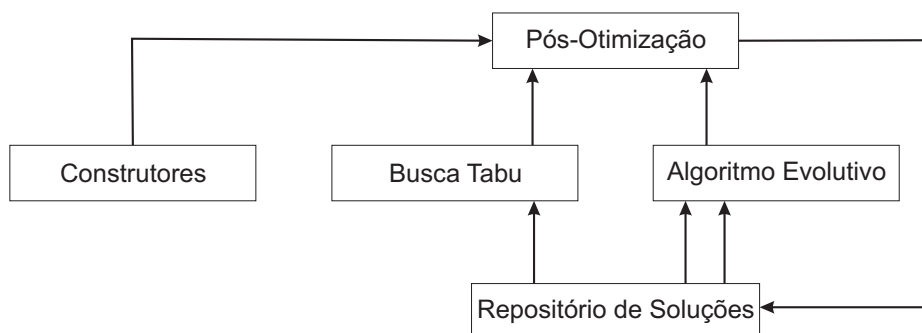 Pós-Otimização
Construtores
Busca Tabu
Algoritmo Evolutivo
Repositório de Soluções